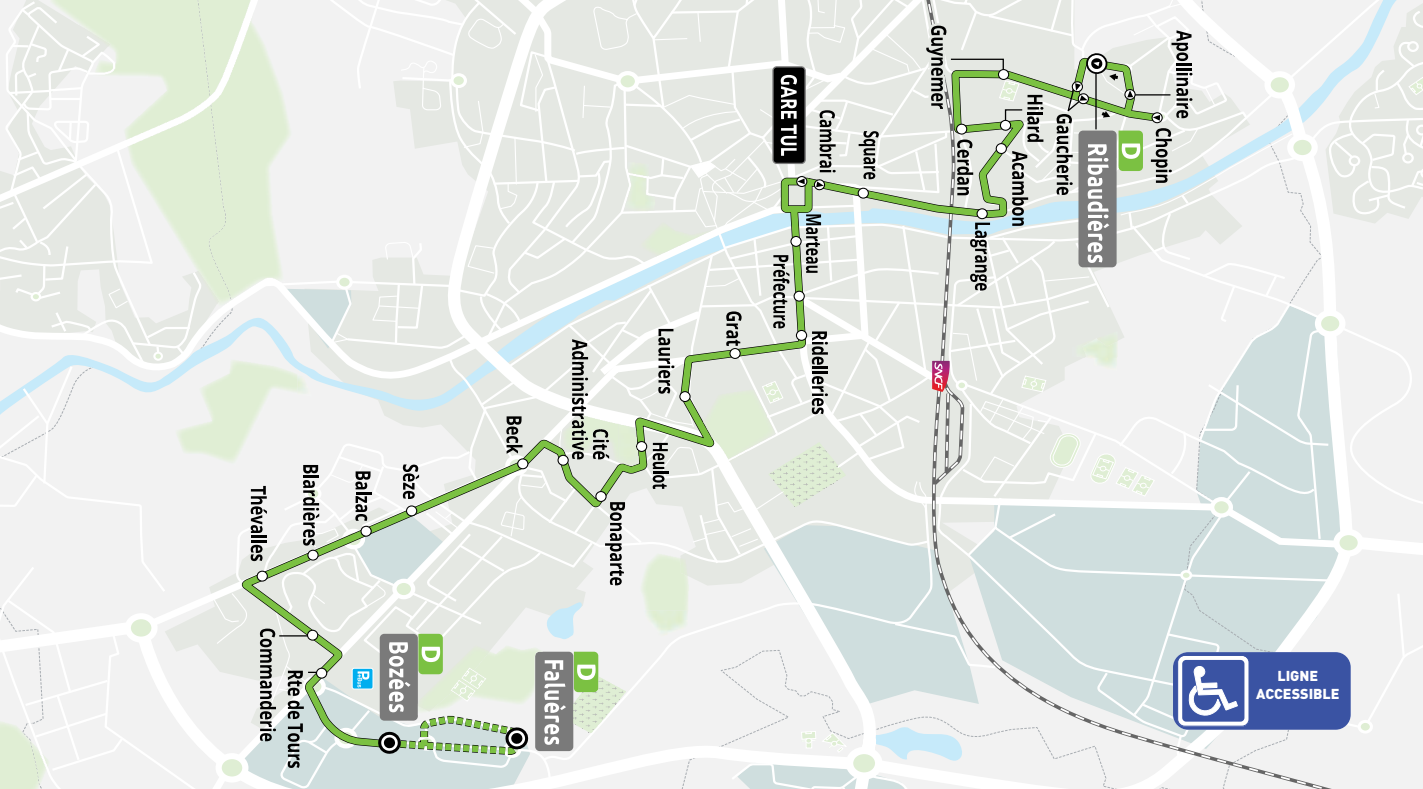 Apollinaire
Chopin
Gaucherie
D
Ribaudières
Guynemer
Hilard
Cerdan
Acambon
Lagrange
Square
Cambrai
GARE TUL
Marteau
Préfecture
Ridelleries
Grat
Lauriers
SNCF
Heulot
Cité
Administrative
Bonaparte
Beck
Sèze
Balzac
Blardières
Thévalles
Commanderie
Rte de Tours
D
Bozées
D
Faluères
LIGNE
ACCESSIBLE